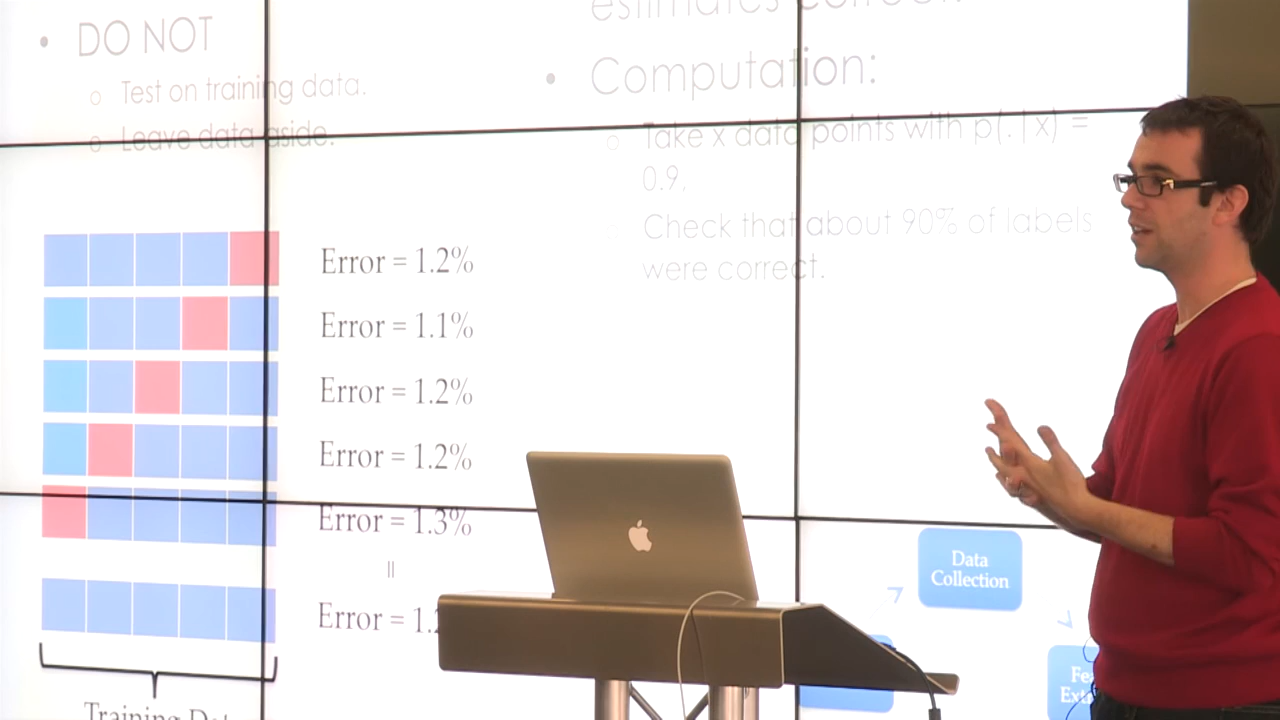 DO NOT
Test on training data.
Leave data aside.
Error = 1.2%
Error = 1.1%
Error = 1.2%
Error = 1.2%
Error = 1.3%
=
Error = 1.
Computation:
Take x data points with p(.|x) =
0.9,
Check that about 90% of labels
were correct.
Data
Collection